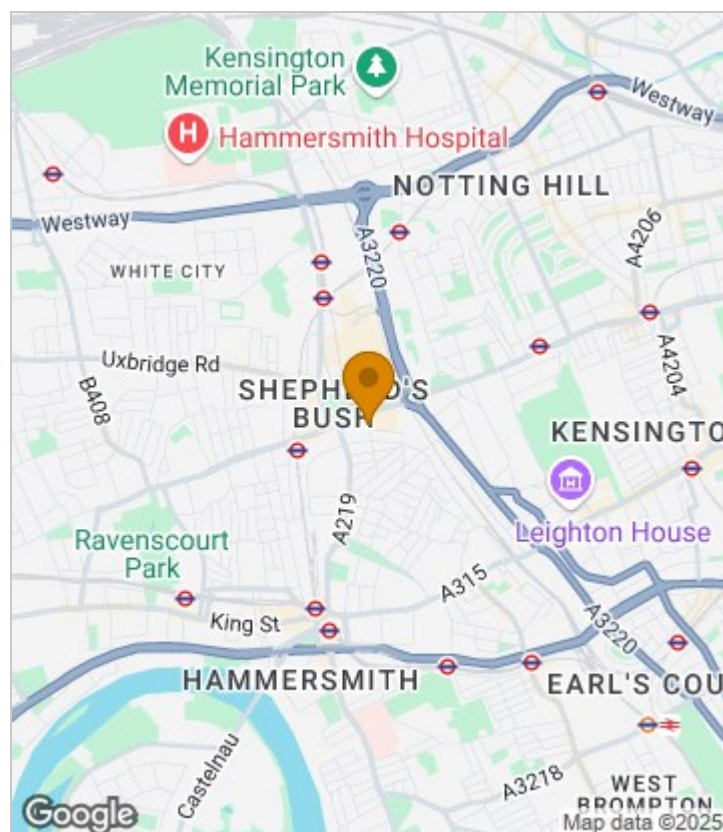 Kensington
Memorial Park
Westway
H
Hammersmith Hospital
NOTTING HILL
Westway
A3220
A4206
WHITE CITY
Uxbridge Rd
B408
A4204
SHEPHERD'S
BUSH
KENSINGTO
Leighton House
A219
Ravenscourt
Park
A315
King St
A3220
HAMMERSMITH
EARL'S COU
Castelnau
A3218
WEST
BROMPTON
Google
Map data ©2025